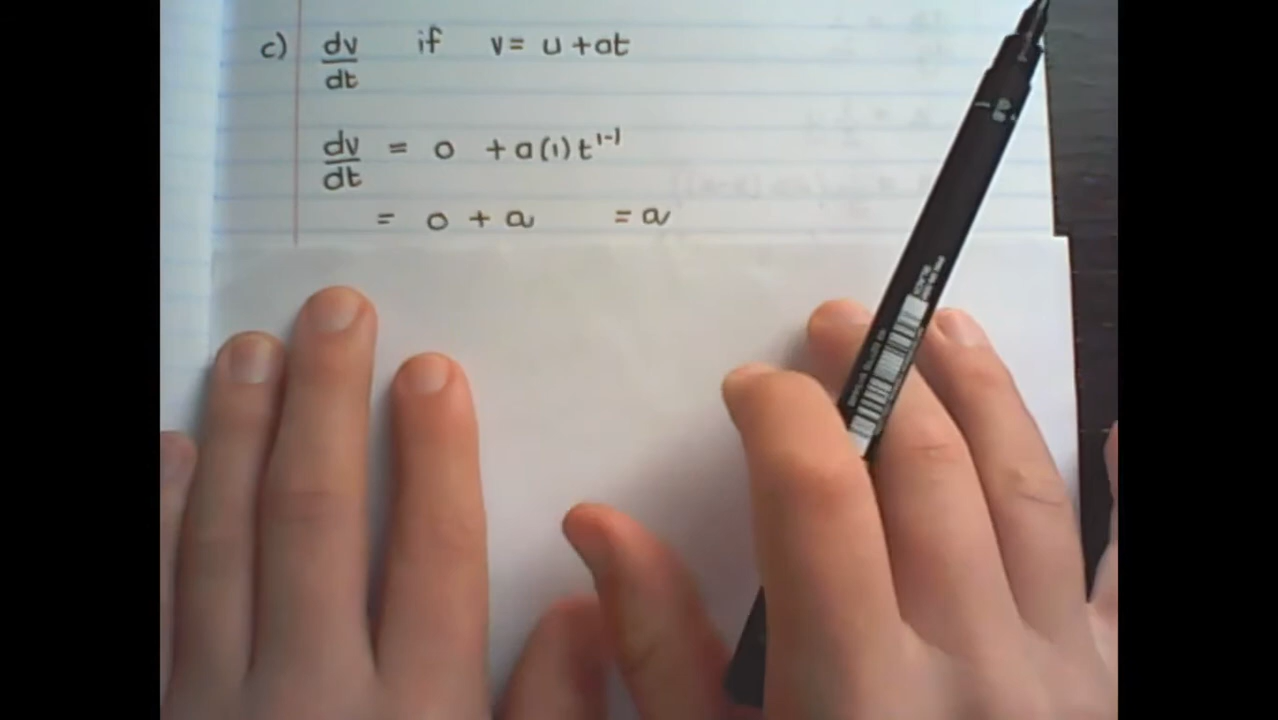 c) dv/dt if v = u + at
dv/dt = 0 + a(1)t^1-1
= 0 + a = a